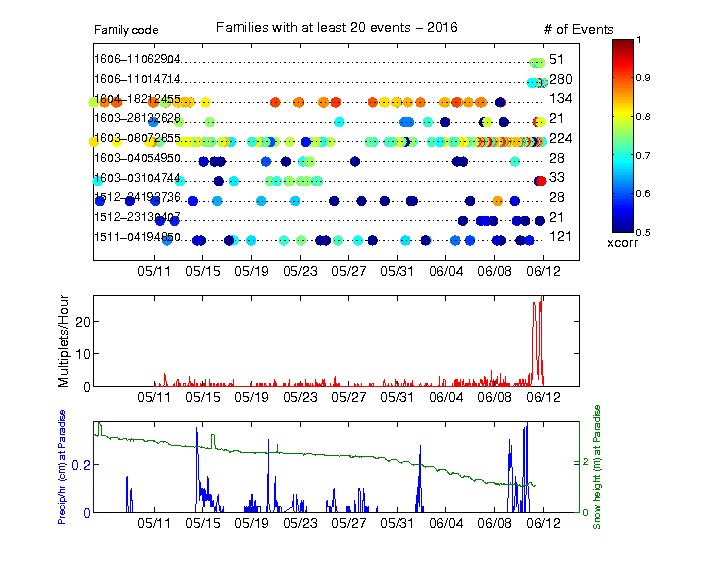 Family code Families with at least 20 events – 2016 # of Events
1606–11062904 51
1606–11014714 280
1604–18212455 134
1603–28132628 21
1603–08072855 224
1603–04054950 28
1603–03104744 33
1512–24193736 28
1512–23130407 21
1511–04194850 121
05/11 05/15 05/19 05/23 05/27 05/31 06/04 06/08 06/12
1
0.9
0.8
0.7
0.6
0.5
xcorr
Multiplets/Hour
20
10
0
05/11 05/15 05/19 05/23 05/27 05/31 06/04 06/08 06/12
Precip/hr (cm) at Paradise
0.2
0
2
0
Snow height (m) at Paradise
05/11 05/15 05/19 05/23 05/27 05/31 06/04 06/08 06/12